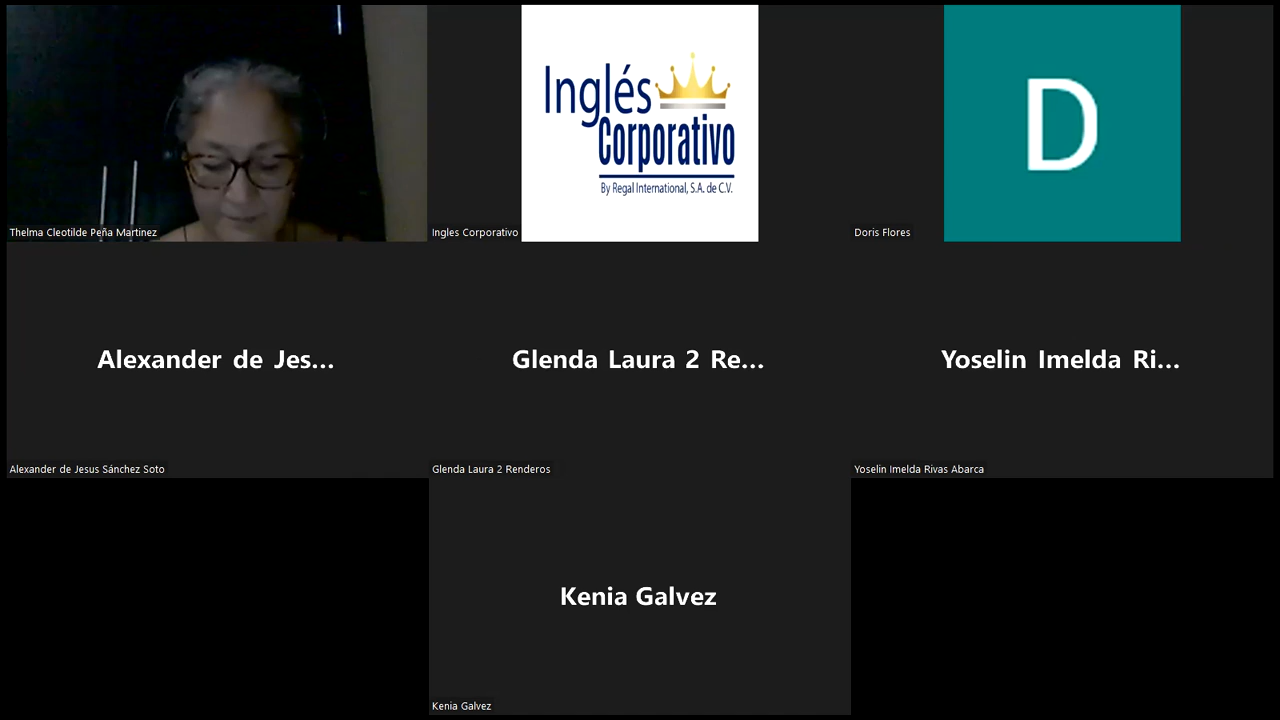 Inglés
Corporativo
By Regal International, S.A. de C.V.
D
Thelma Cleotilde Peña Martinez
Ingles Corporativo
Doris Flores
Alexander de Jes...
Glenda Laura 2 Re...
Yoselin Imelda Ri...
Alexander de Jesus Sánchez Soto
Glenda Laura 2 Renderos
Yoselin Imelda Rivas Abarca
Kenia Galvez
Kenia Galvez